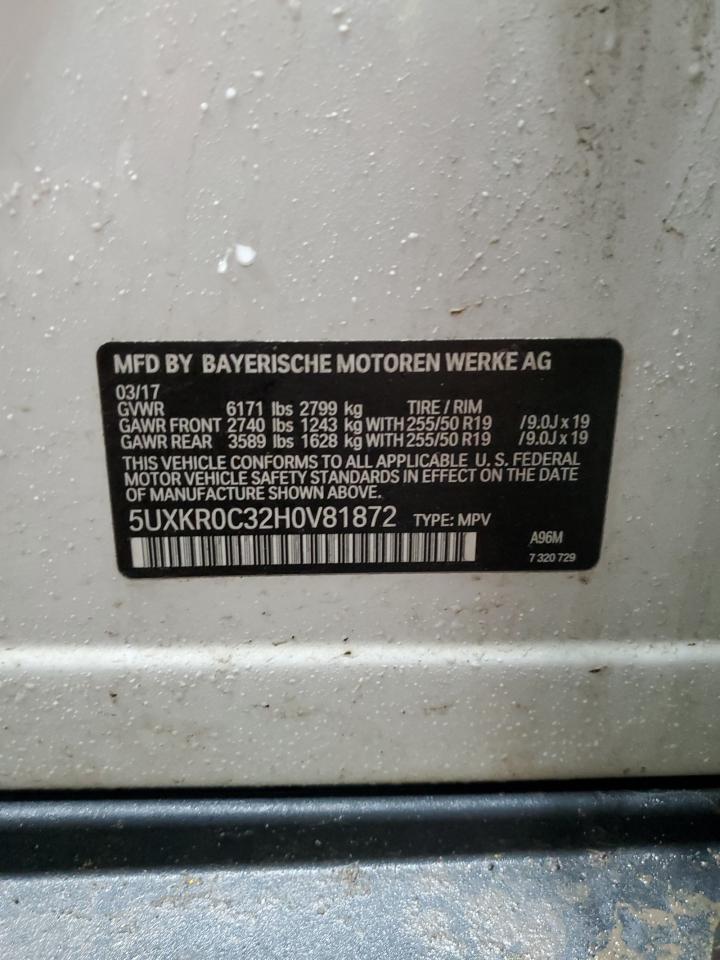 MFD BY BAYERISCHE MOTOREN WERKE AG
03/17
GVWR 6171 lbs 2799 kg TIRE / RIM
GAWR FRONT 2740 lbs 1243 kg WITH 255/50 R19 /9.0J x 19
GAWR REAR 3589 lbs 1628 kg WITH 255/50 R19 /9.0J x 19
THIS VEHICLE CONFORMS TO ALL APPLICABLE U. S. FEDERAL
MOTOR VEHICLE SAFETY STANDARDS IN EFFECT ON THE DATE
OF MANUFACTURE SHOWN ABOVE.
5UXKR0C32H0V81872 TYPE: MPV
A96M
7 320 729